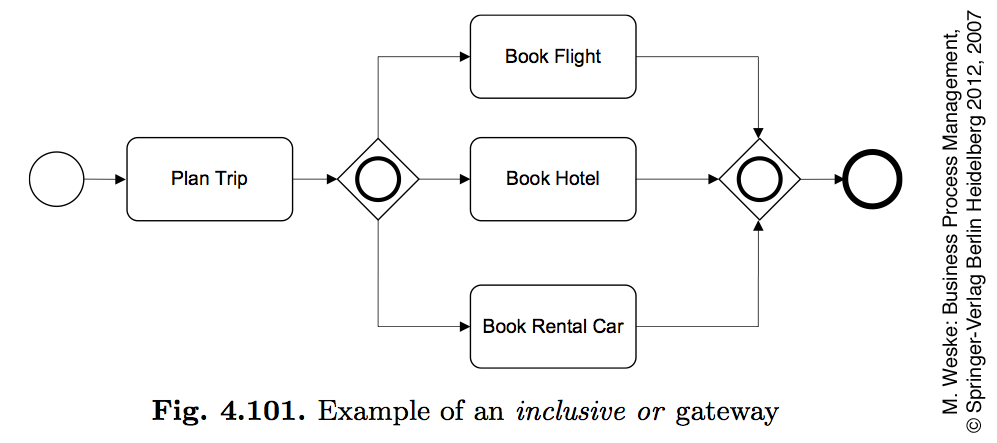 Book Flight
Plan Trip
Book Hotel
Book Rental Car
Fig. 4.101. Example of an inclusive or gateway
M. Weske: Business Process Management,
© Springer-Verlag Berlin Heidelberg 2012, 2007